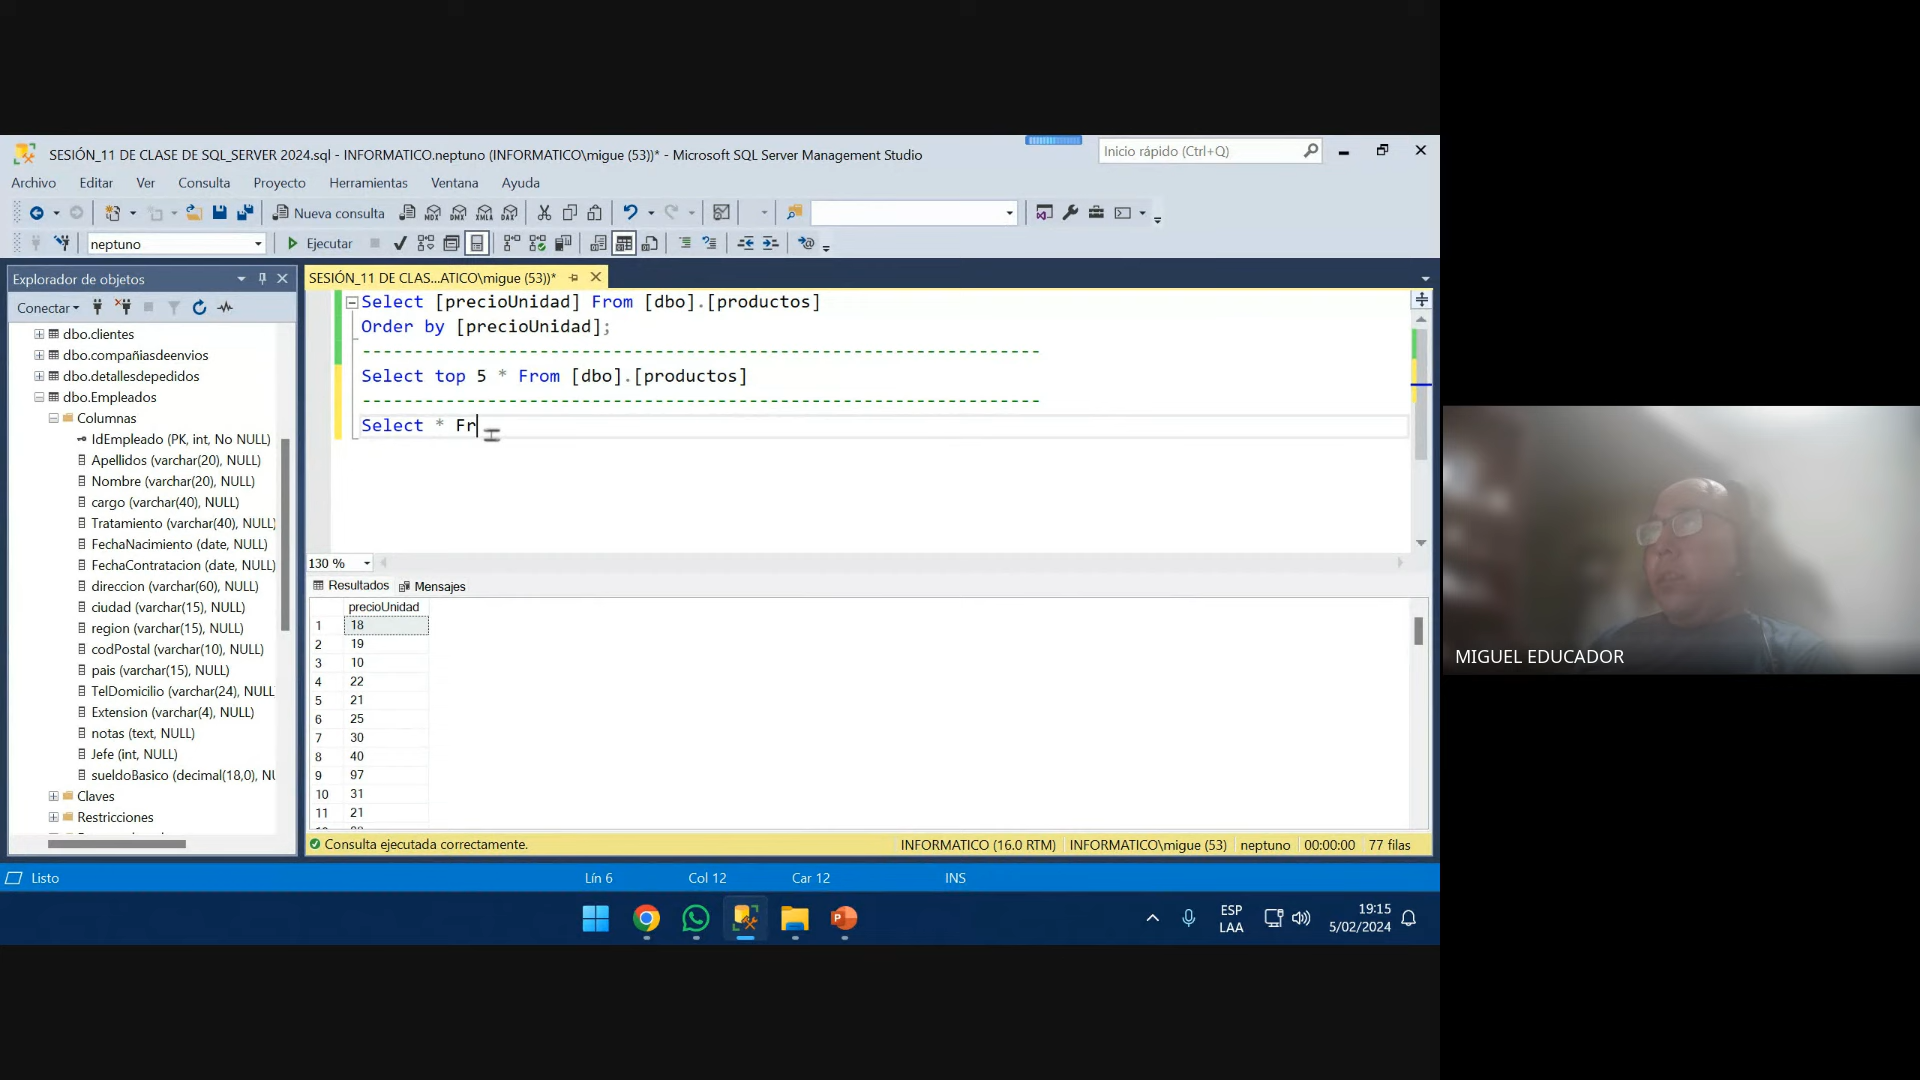 SESIÓN_11 DE CLASE DE SQL_SERVER 2024.sql - INFORMATICO.neptuno (INFORMATICO\migue (53))* - Microsoft SQL Server Management Studio
Inicio rápido (Ctrl+Q)
Archivo Editar Ver Consulta Proyecto Herramientas Ventana Ayuda
Nueva consulta
MDX DMX XMLA DAX
neptuno
Ejecutar
Explorador de objetos
Conectar
dbo.clientes
dbo.compañiasdeenvios
dbo.detallesdepedidos
dbo.Empleados
Columnas
IdEmpleado (PK, int, No NULL)
Apellidos (varchar(20), NULL)
Nombre (varchar(20), NULL)
cargo (varchar(40), NULL)
Tratamiento (varchar(40), NULL)
FechaNacimiento (date, NULL)
FechaContratacion (date, NULL)
direccion (varchar(60), NULL)
ciudad (varchar(15), NULL)
region (varchar(15), NULL)
codPostal (varchar(10), NULL)
pais (varchar(15), NULL)
TelDomicilio (varchar(24), NULL
Extension (varchar(4), NULL)
notas (text, NULL)
Jefe (int, NULL)
sueldoBasico (decimal(18,0), NU
Claves
Restricciones
SESIÓN_11 DE CLAS...ATICO\migue (53))*
Select [precioUnidad] From [dbo].[productos]
Order by [precioUnidad];
-----------------------------------------------------------------
Select top 5 * From [dbo].[productos]
-----------------------------------------------------------------
Select * Fr
130 %
Resultados Mensajes
precioUnidad
1 18
2 19
3 10
4 22
5 21
6 25
7 30
8 40
9 97
10 31
11 21
Consulta ejecutada correctamente. INFORMATICO (16.0 RTM) INFORMATICO\migue (53) neptuno 00:00:00 77 filas
Listo Lín 6 Col 12 Car 12 INS
ESP
LAA
19:15
5/02/2024
MIGUEL EDUCADOR